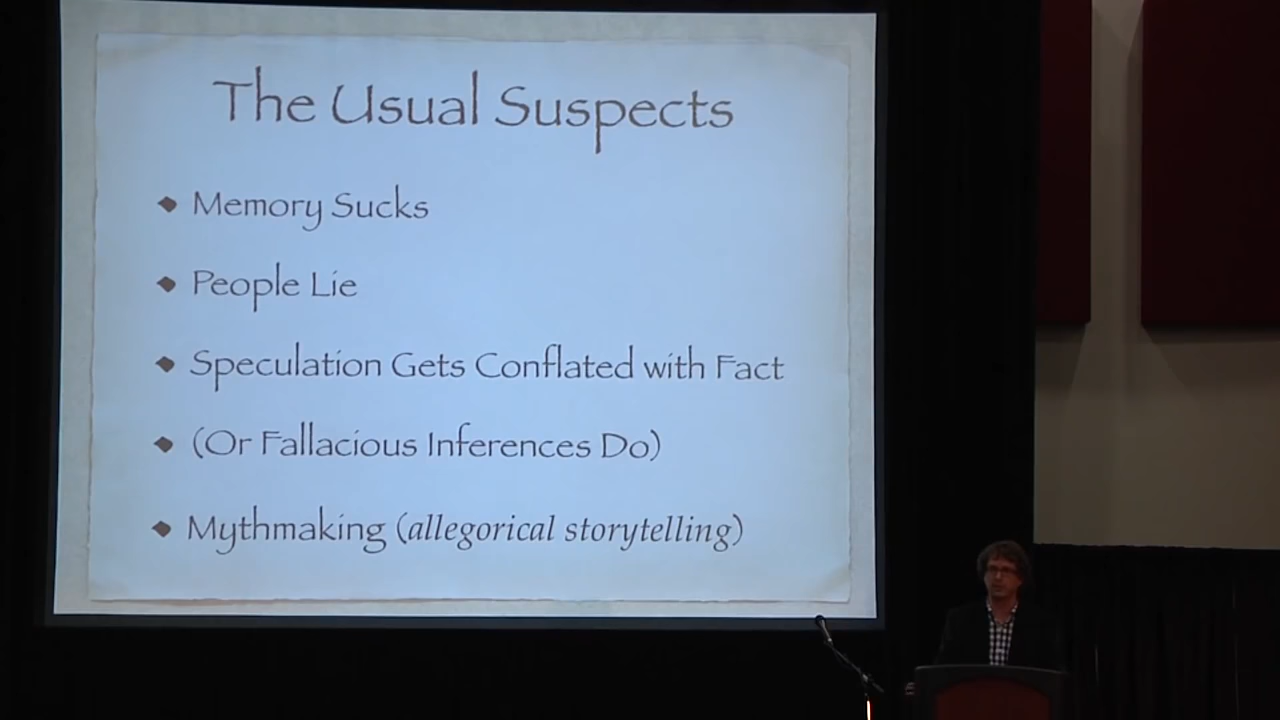 The Usual Suspects
◆ Memory Sucks
◆ People Lie
◆ Speculation Gets Conflated with Fact
◆ (Or Fallacious Inferences Do)
◆ Mythmaking (allegorical storytelling)